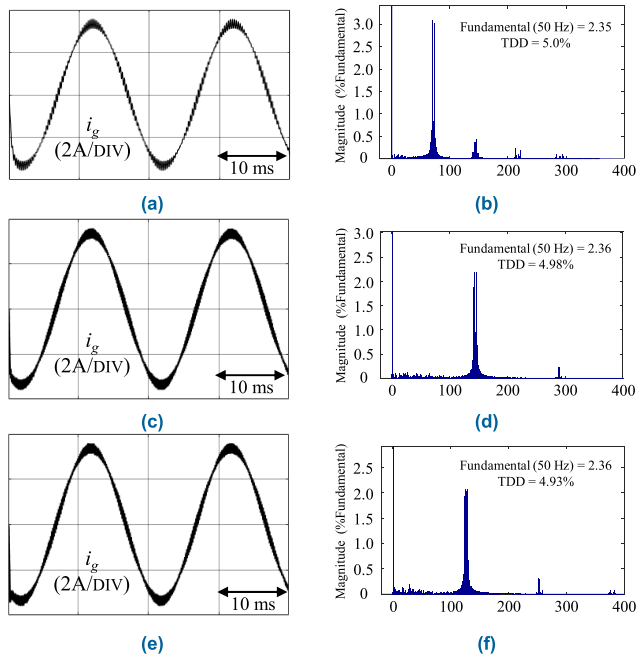 i_g
(2A/DIV)
10 ms
(a)
Magnitude (%Fundamental)
3.0
2.5
2.0
1.5
1.0
0.5
0
Fundamental (50 Hz) = 2.35
TDD = 5.0%
0 100 200 300 400
(b)
i_g
(2A/DIV)
10 ms
(c)
Magnitude (%Fundamental)
3.0
2.5
2.0
1.5
1.0
0.5
0
Fundamental (50 Hz) = 2.36
TDD = 4.98%
0 100 200 300 400
(d)
i_g
(2A/DIV)
10 ms
(e)
Magnitude (%Fundamental)
2.5
2.0
1.5
1.0
0.5
0
Fundamental (50 Hz) = 2.36
TDD = 4.93%
0 100 200 300 400
(f)